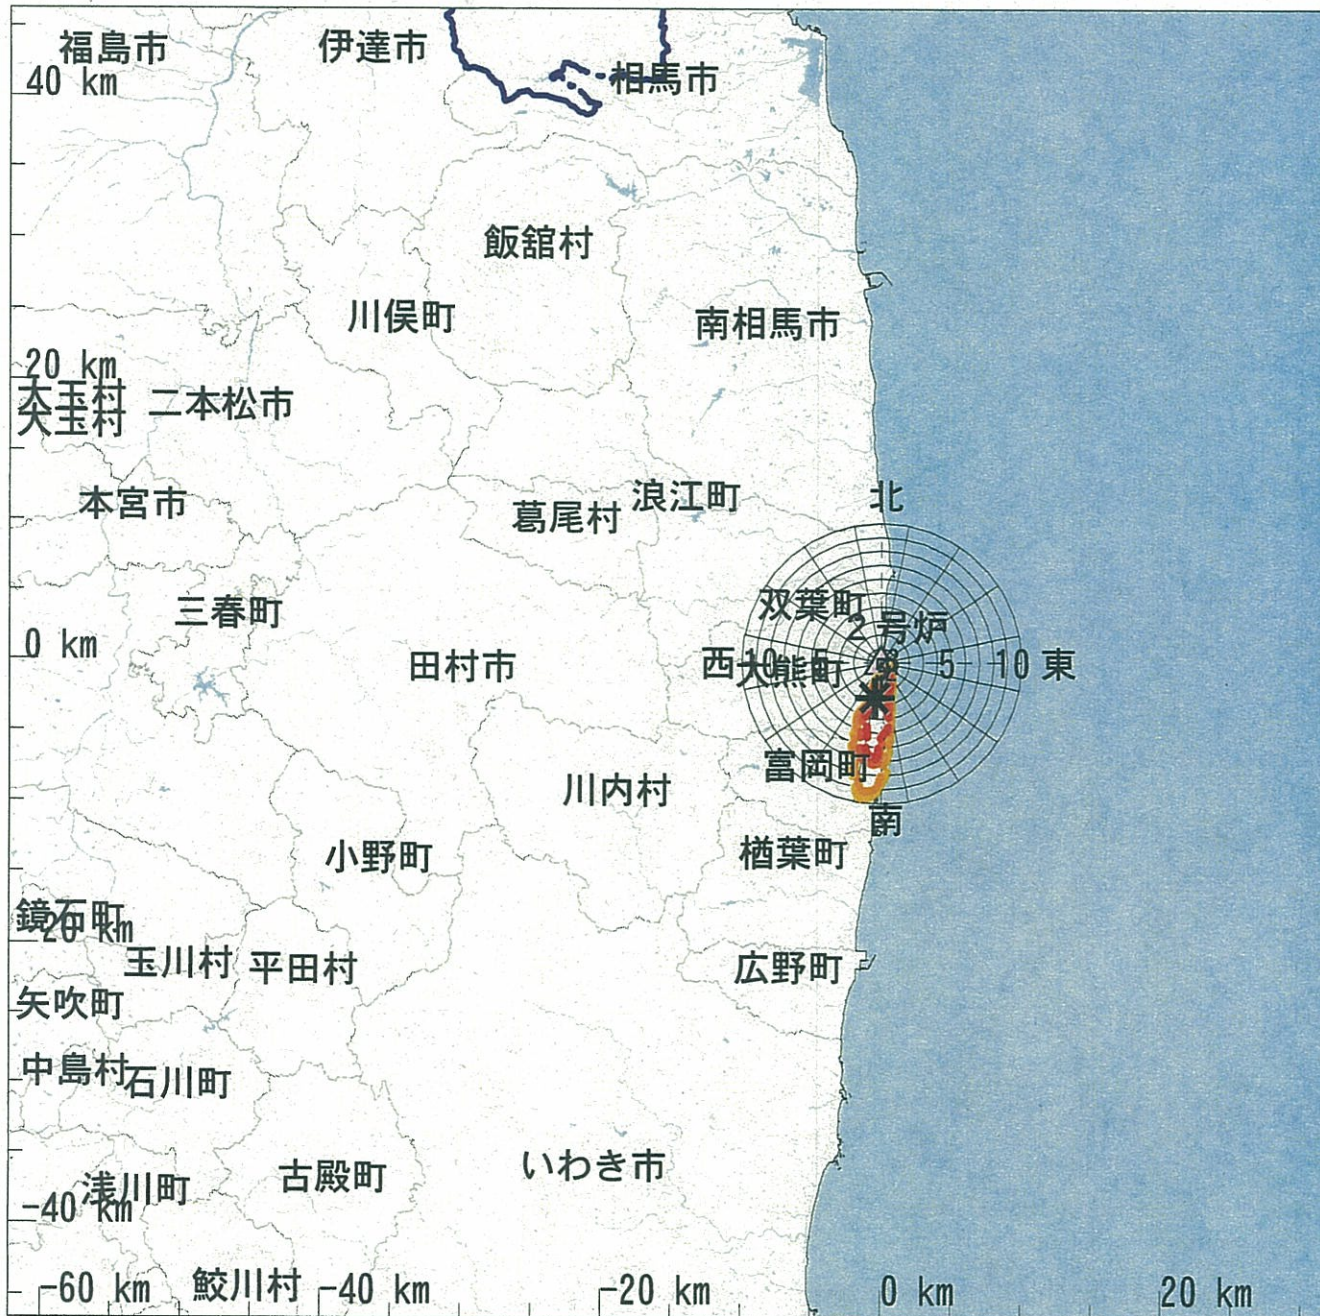 福島市
伊達市
40 km
相馬市
飯舘村
川俣町
南相馬市
20 km
大玉村
大玉村
二本松市
本宮市
葛尾村
浪江町
北
双葉町
三春町
2号炉
0 km
田村市
西
大熊町
10
5
5
10
東
富岡町
川内村
南
小野町
楢葉町
鏡石町
-20 km
玉川村
平田村
広野町
矢吹町
中島村
石川町
いわき市
古殿町
浅川町
-40 km
-60 km
鮫川村
-40 km
-20 km
0 km
20 km